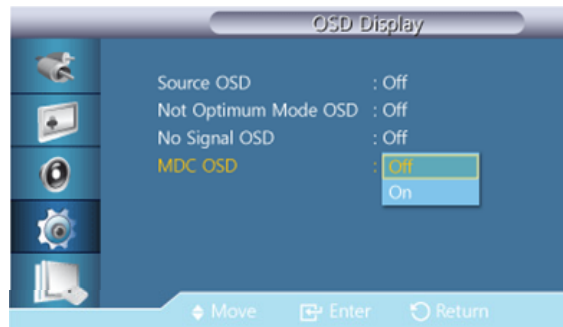 OSD Display
Source OSD : Off
Not Optimum Mode OSD : Off
No Signal OSD : Off
MDC OSD : Off
On
Move Enter Return